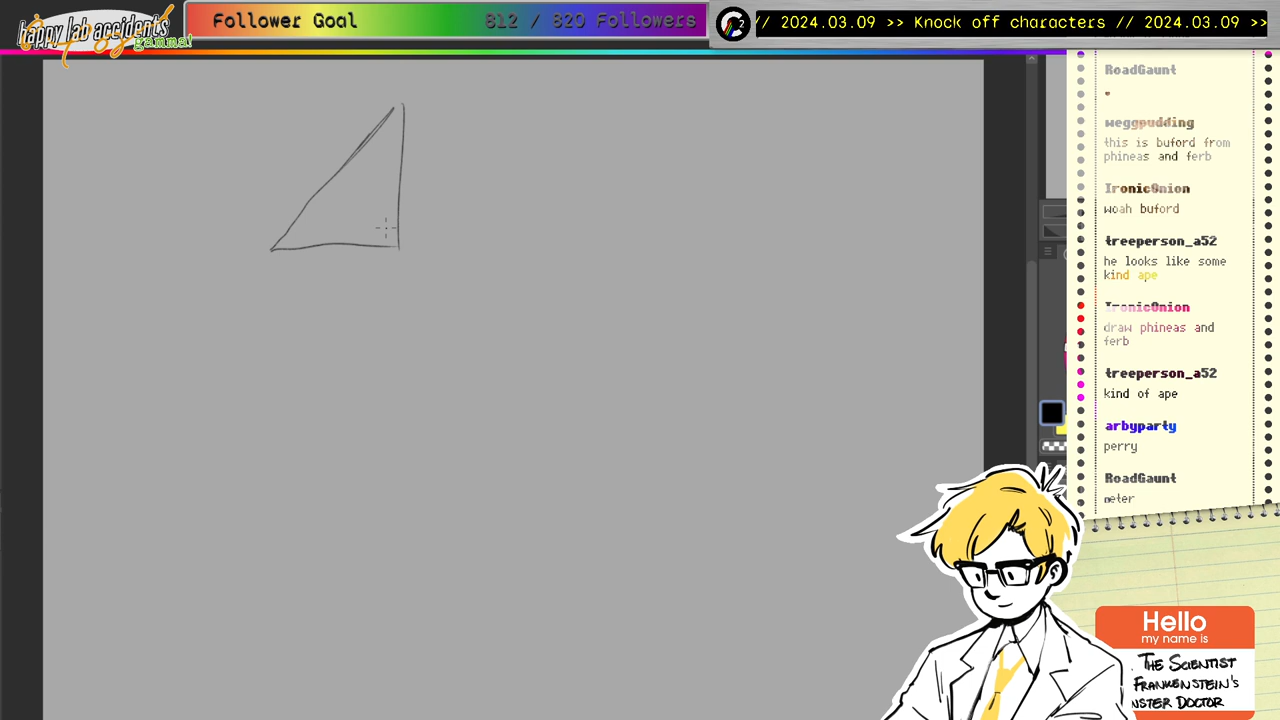 happy lab accidents
gamma!
Follower Goal
812 / 820 Followers
// 2024.03.09 >> Knock off characters // 2024.03.09 >>
RoadGaunt
weggpudding
this is buford from
phineas and ferb
IronicOnion
woah buford
treeperson_a52
he looks like some
kind ape
IronicOnion
draw phineas and
ferb
treeperson_a52
kind of ape
arbyparty
perry
RoadGaunt
peter
Hello
my name is
THE SCIENTIST
FRANKENSTEIN'S
NSTER DOCTOR